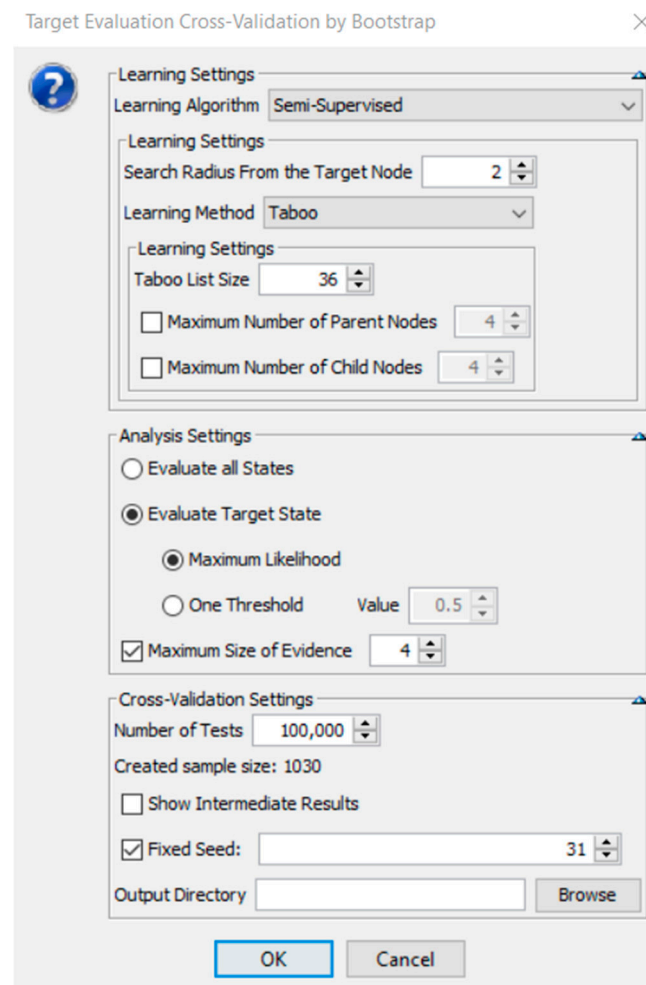 Target Evaluation Cross-Validation by Bootstrap
Learning Settings
Learning Algorithm Semi-Supervised
Learning Settings
Search Radius From the Target Node 2
Learning Method Taboo
Learning Settings
Taboo List Size 36
Maximum Number of Parent Nodes 4
Maximum Number of Child Nodes 4
Analysis Settings
Evaluate all States
Evaluate Target State
Maximum Likelihood
One Threshold Value 0.5
Maximum Size of Evidence 4
Cross-Validation Settings
Number of Tests 100,000
Created sample size: 1030
Show Intermediate Results
Fixed Seed: 31
Output Directory Browse
OK Cancel